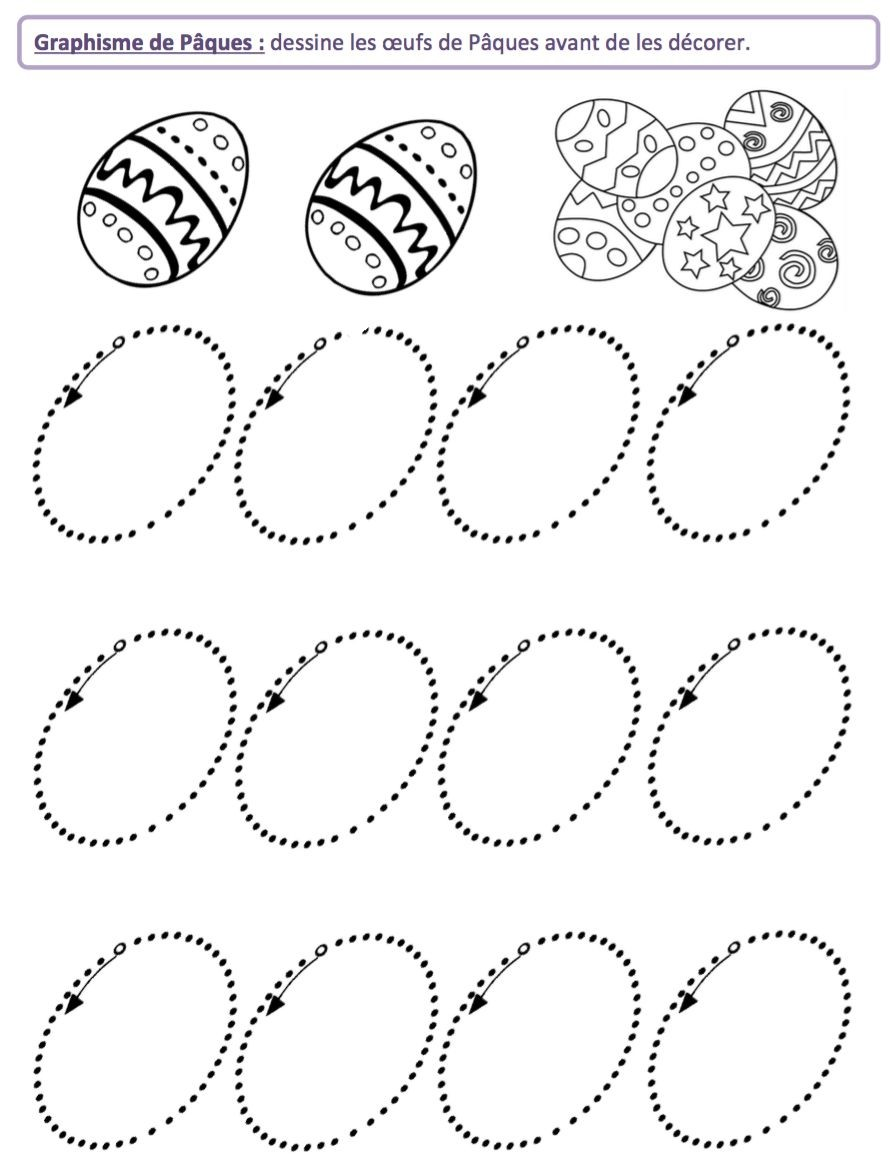 Graphisme de Pâques : dessine les œufs de Pâques avant de les décorer.